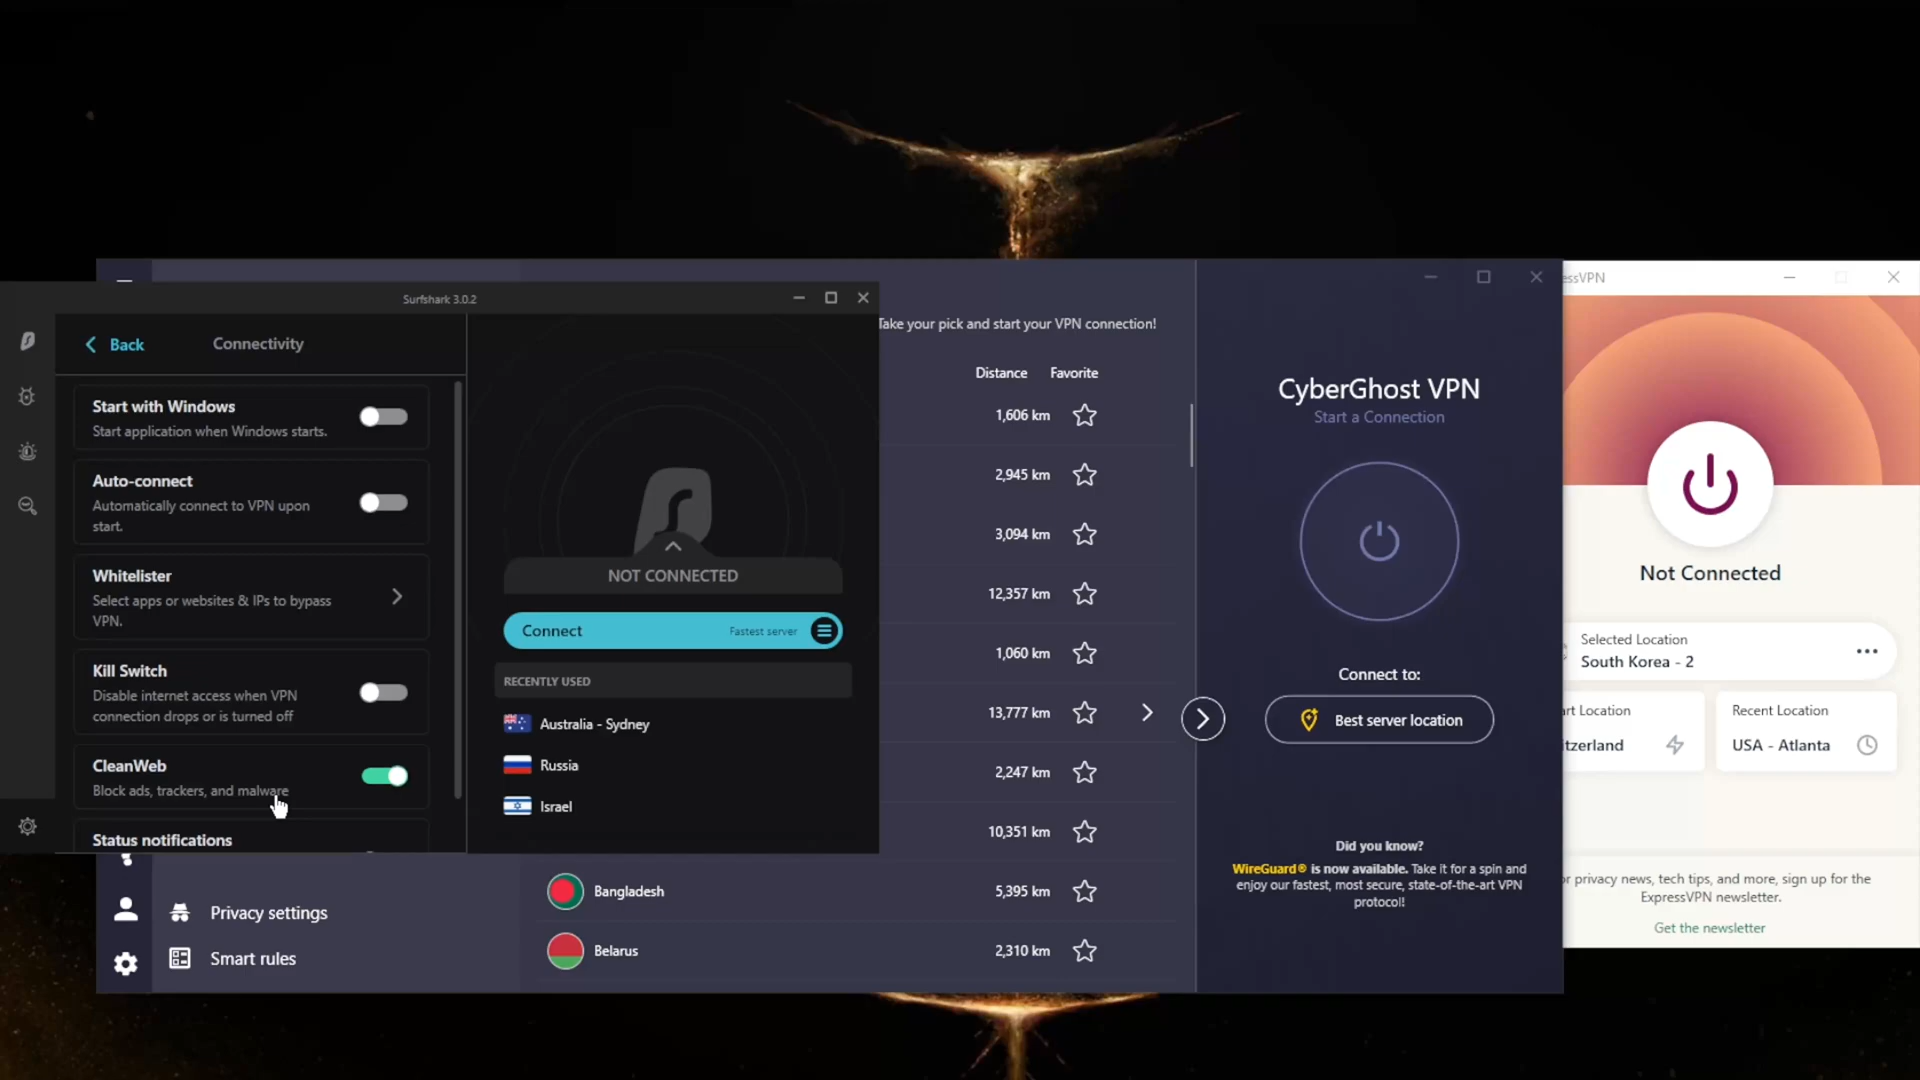 Surfshark 3.0.2
Back
Connectivity
Start with Windows
Start application when Windows starts.
Auto-connect
Automatically connect to VPN upon
start.
Whitelister
Select apps or websites & IPs to bypass
VPN.
Kill Switch
Disable internet access when VPN
connection drops or is turned off
CleanWeb
Block ads, trackers, and malware
Status notifications
NOT CONNECTED
Connect
Fastest server
RECENTLY USED
Australia - Sydney
Russia
Israel
Privacy settings
Smart rules
Take your pick and start your VPN connection!
Distance Favorite
1,606 km
2,945 km
3,094 km
12,357 km
1,060 km
13,777 km
2,247 km
10,351 km
Bangladesh 5,395 km
Belarus 2,310 km
CyberGhost VPN
Start a Connection
Connect to:
Best server location
Did you know?
WireGuard® is now available. Take it for a spin and
enjoy our fastest, most secure, state-of-the-art VPN
protocol!
ssVPN
Not Connected
Selected Location
South Korea - 2
art Location
tzerland
Recent Location
USA - Atlanta
or privacy news, tech tips, and more, sign up for the
ExpressVPN newsletter.
Get the newsletter